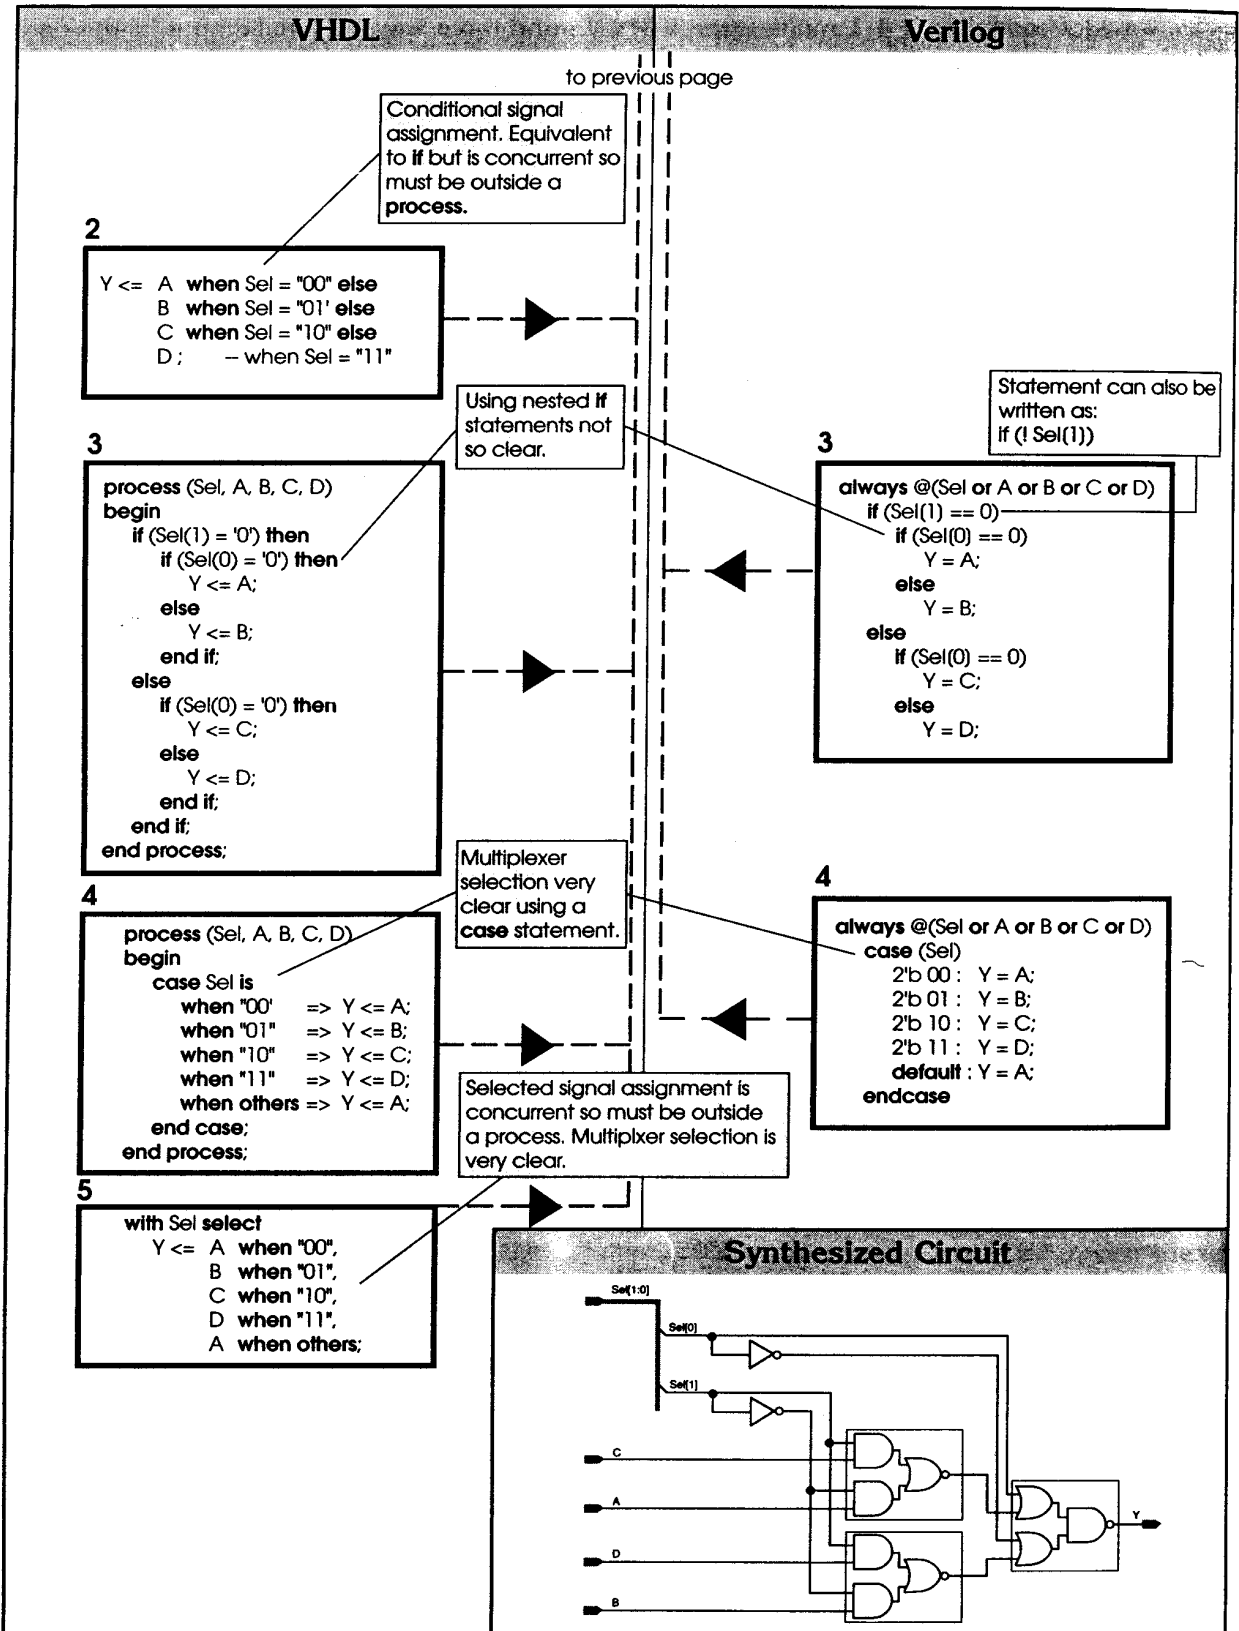 VHDL
Verilog
to previous page
Conditional signal
assignment. Equivalent
to if but is concurrent so
must be outside a
process.
2
Y <= A when Sel = "00" else
B when Sel = "01' else
C when Sel = "10" else
D ; -- when Sel = "11"
Using nested if
statements not
so clear.
Statement can also be
written as:
if (! Sel(1))
3
process (Sel, A, B, C, D)
begin
if (Sel(1) = '0') then
if (Sel(0) = '0') then
Y <= A;
else
Y <= B;
end if;
else
if (Sel(0) = '0') then
Y <= C;
else
Y <= D;
end if;
end if;
end process;
3
always @(Sel or A or B or C or D)
if (Sel(1) == 0)
if (Sel(0) == 0)
Y = A;
else
Y = B;
else
if (Sel(0) == 0)
Y = C;
else
Y = D;
Multiplexer
selection very
clear using a
case statement.
4
process (Sel, A, B, C, D)
begin
case Sel is
when "00' => Y <= A;
when "01" => Y <= B;
when "10" => Y <= C;
when "11" => Y <= D;
when others => Y <= A;
end case;
end process;
4
always @(Sel or A or B or C or D)
case (Sel)
2'b 00 : Y = A;
2'b 01 : Y = B;
2'b 10 : Y = C;
2'b 11 : Y = D;
default : Y = A;
endcase
Selected signal assignment is
concurrent so must be outside
a process. Multiplxer selection is
very clear.
5
with Sel select
Y <= A when "00",
B when "01",
C when "10",
D when "11",
A when others;
Synthesized Circuit
Sel[1:0]
Sel[0]
Sel[1]
C
A
Y
D
B